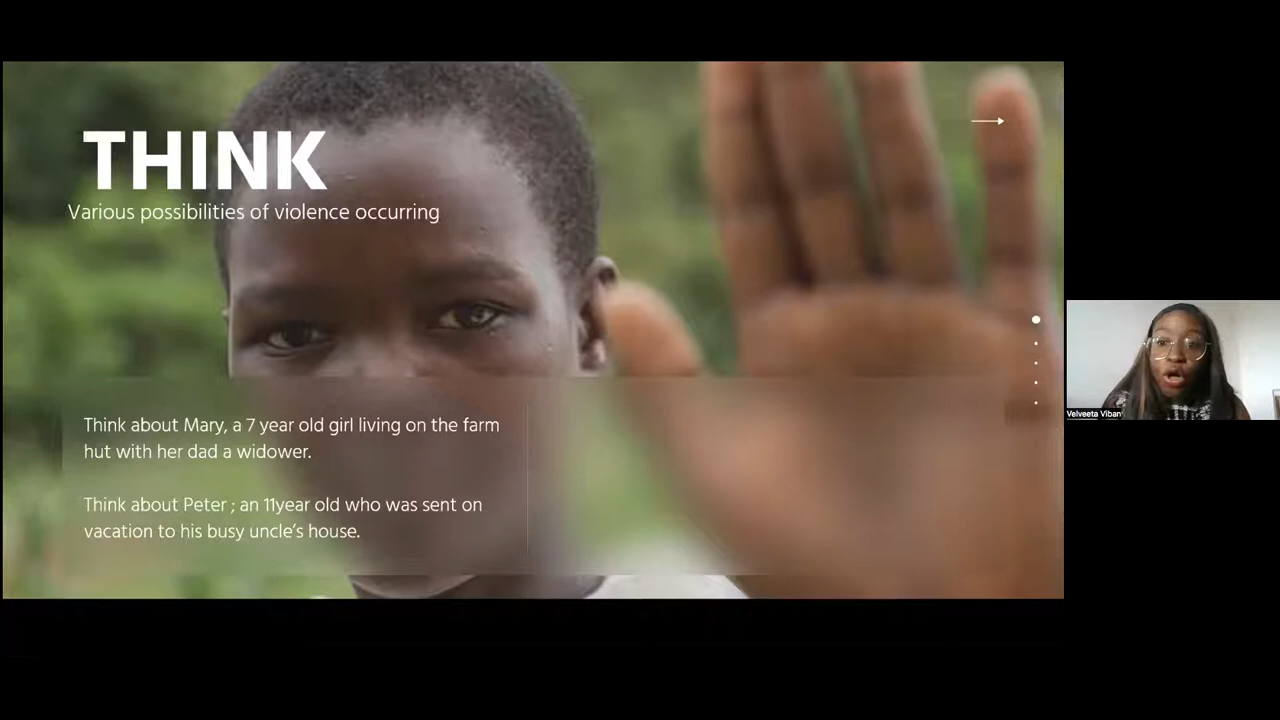 THINK
Various possibilities of violence occurring
Think about Mary, a 7 year old girl living on the farm
hut with her dad a widower.
Think about Peter ; an 11year old who was sent on
vacation to his busy uncle's house.
Velveeta Viban